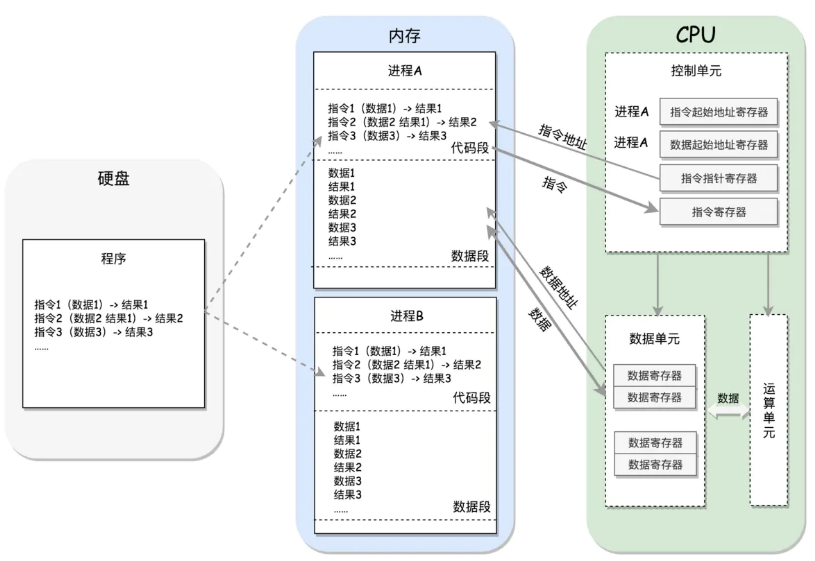 硬盘
程序
指令1（数据1）-> 结果1
指令2（数据2 结果1）-> 结果2
指令3（数据3）-> 结果3
……
内存
进程A
指令1（数据1）-> 结果1
指令2（数据2 结果1）-> 结果2
指令3（数据3）-> 结果3
……
代码段
数据1
结果1
数据2
结果2
数据3
结果3
……
数据段
进程B
指令1（数据1）-> 结果1
指令2（数据2 结果1）-> 结果2
指令3（数据3）-> 结果3
……
代码段
数据1
结果1
数据2
结果2
数据3
结果3
……
数据段
指令地址
指令
数据地址
数据
CPU
控制单元
进程A 指令起始地址寄存器
进程A 数据起始地址寄存器
指令指针寄存器
指令寄存器
数据单元
数据寄存器
数据寄存器
数据寄存器
数据寄存器
数据
运算单元